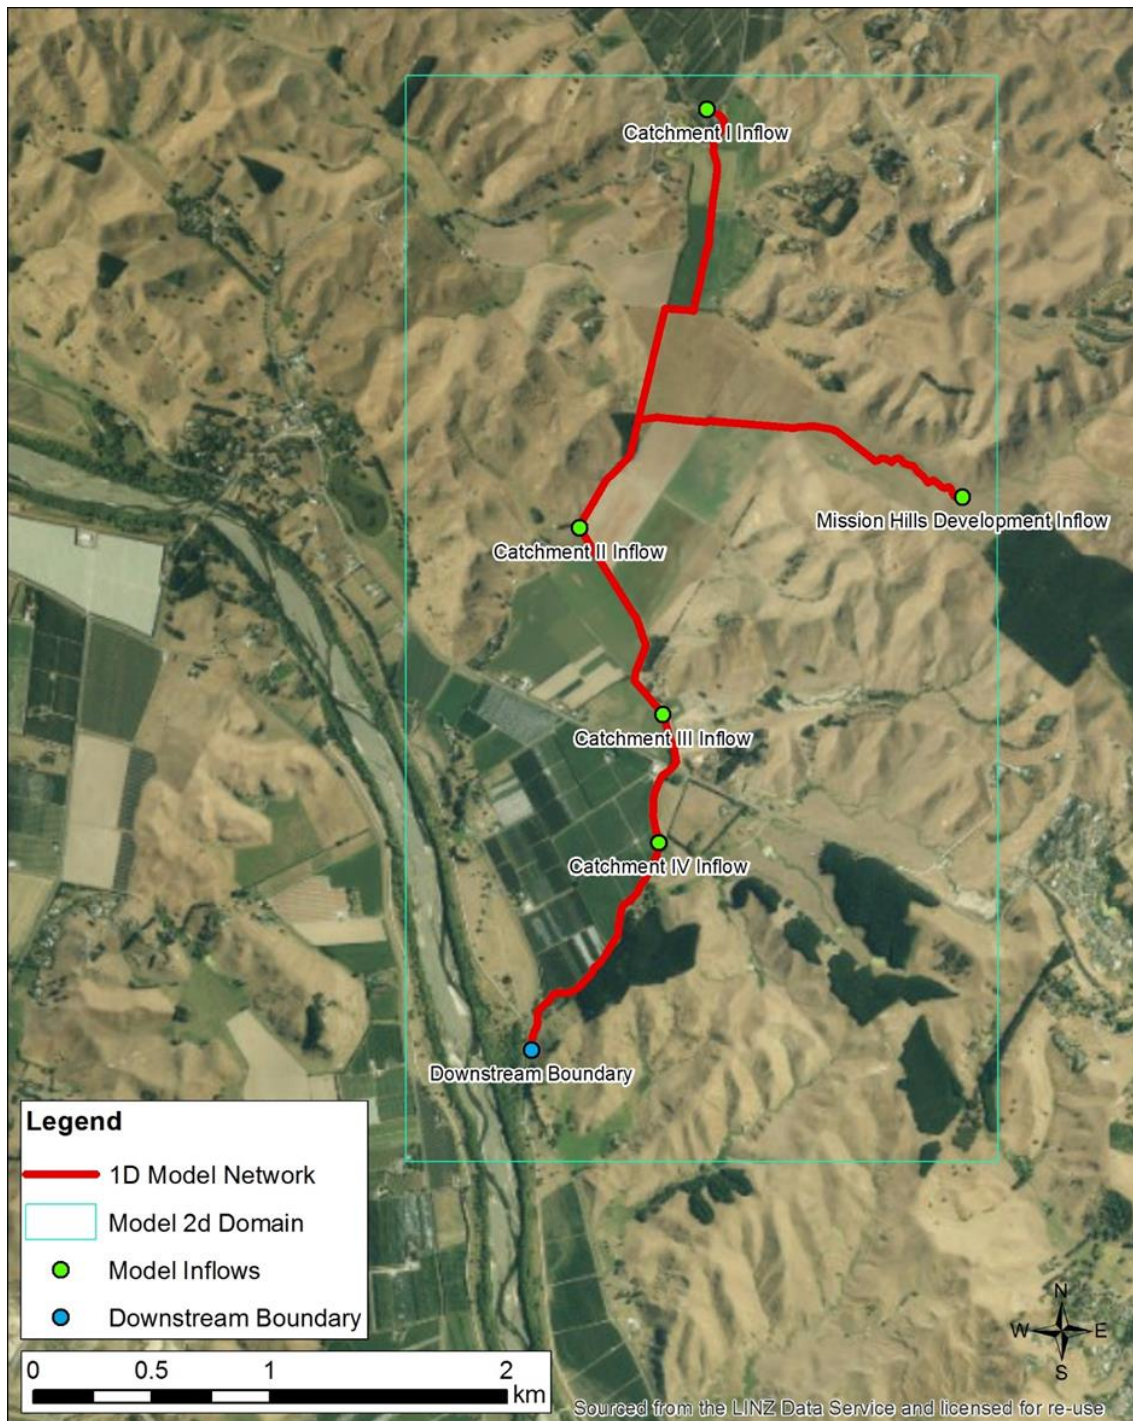 Catchment I Inflow
Mission Hills Development Inflow
Catchment II Inflow
Catchment III Inflow
Catchment IV Inflow
Downstream Boundary
Legend
1D Model Network
Model 2d Domain
Model Inflows
Downstream Boundary
N
W E
S
0 0.5 1 2
km
Sourced from the LINZ Data Service and licensed for re-use